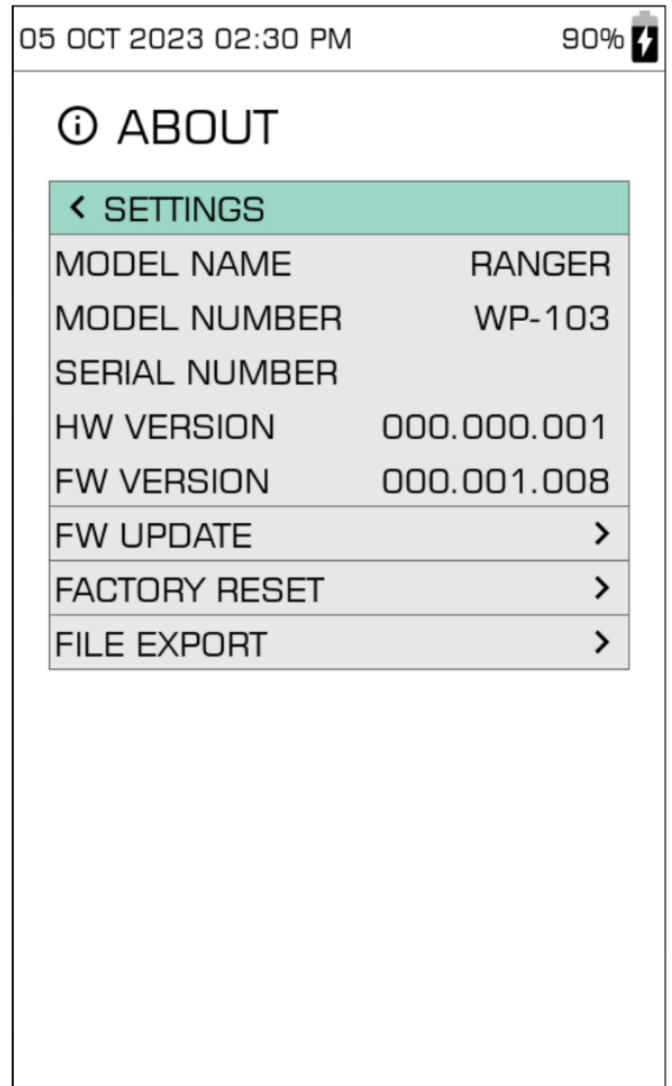 05 OCT 2023 02:30 PM 90%
ABOUT
< SETTINGS
MODEL NAME RANGER
MODEL NUMBER WP-103
SERIAL NUMBER
HW VERSION 000.000.001
FW VERSION 000.001.008
FW UPDATE >
FACTORY RESET >
FILE EXPORT >